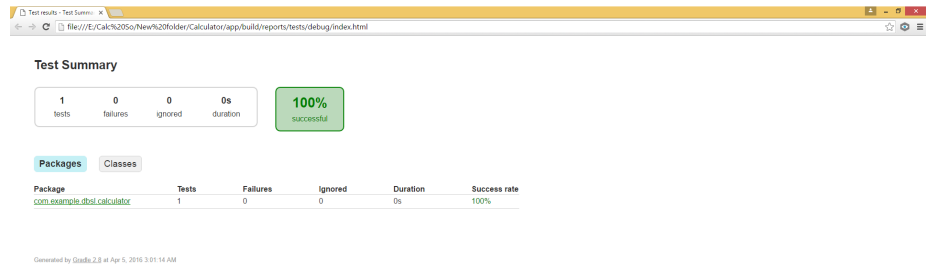 Test results - Test Summ
file:///E:/Calc%20So/New%20folder/Calculator/app/build/reports/tests/debug/index.html
Test Summary
1 0 0 0s
tests failures ignored duration
100%
successful
Packages Classes
Package Tests Failures Ignored Duration Success rate
com.example.dbsl.calculator 1 0 0 0s 100%
Generated by Gradle 2.8 at Apr 5, 2016 3:01:14 AM